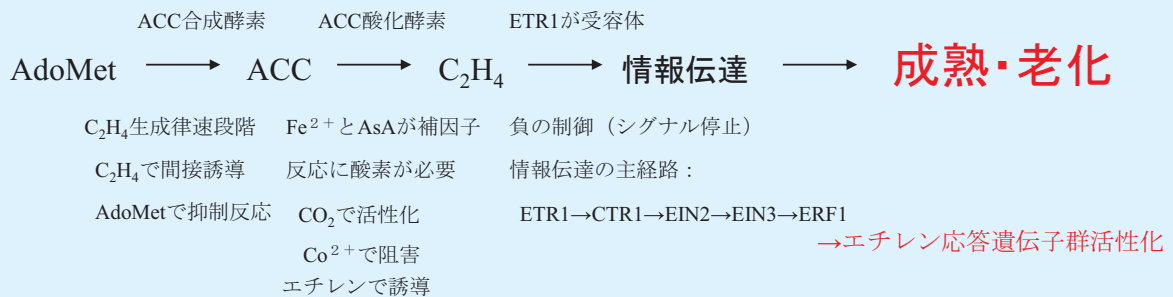 ACC合成酵素 ACC酸化酵素 ETR1が受容体
AdoMet → ACC → C₂H₄ → 情報伝達 → 成熟・老化
C₂H₄生成律速段階 Fe²⁺とAsAが補因子 負の制御（シグナル停止）
C₂H₄で間接誘導 反応に酸素が必要 情報伝達の主経路：
AdoMetで抑制反応 CO₂で活性化 ETR1→CTR1→EIN2→EIN3→ERF1
→エチレン応答遺伝子群活性化
Co²⁺で阻害
エチレンで誘導